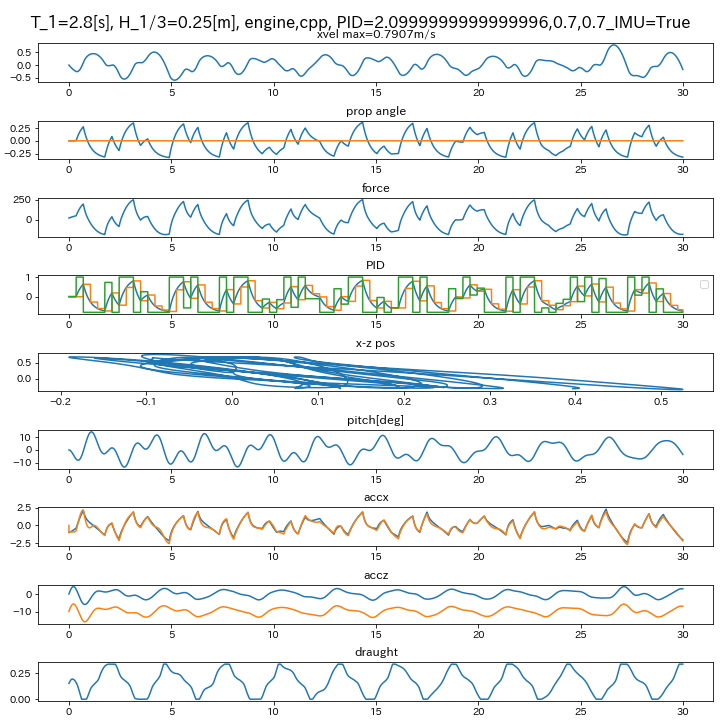 T_1=2.8[s], H_1/3=0.25[m], engine,cpp, PID=2.0999999999999996,0.7,0.7_IMU=True
xvel max=0.7907m/s
0.5
0.0
−0.5
0 5 10 15 20 25 30
prop angle
0.25
0.00
−0.25
0 5 10 15 20 25 30
force
250
0
0 5 10 15 20 25 30
PID
1
0
0 5 10 15 20 25 30
x-z pos
0.5
0.0
−0.2 −0.1 0.0 0.1 0.2 0.3 0.4 0.5
pitch[deg]
10
0
−10
0 5 10 15 20 25 30
accx
2.5
0.0
−2.5
0 5 10 15 20 25 30
accz
0
−10
0 5 10 15 20 25 30
draught
0.25
0.00
0 5 10 15 20 25 30